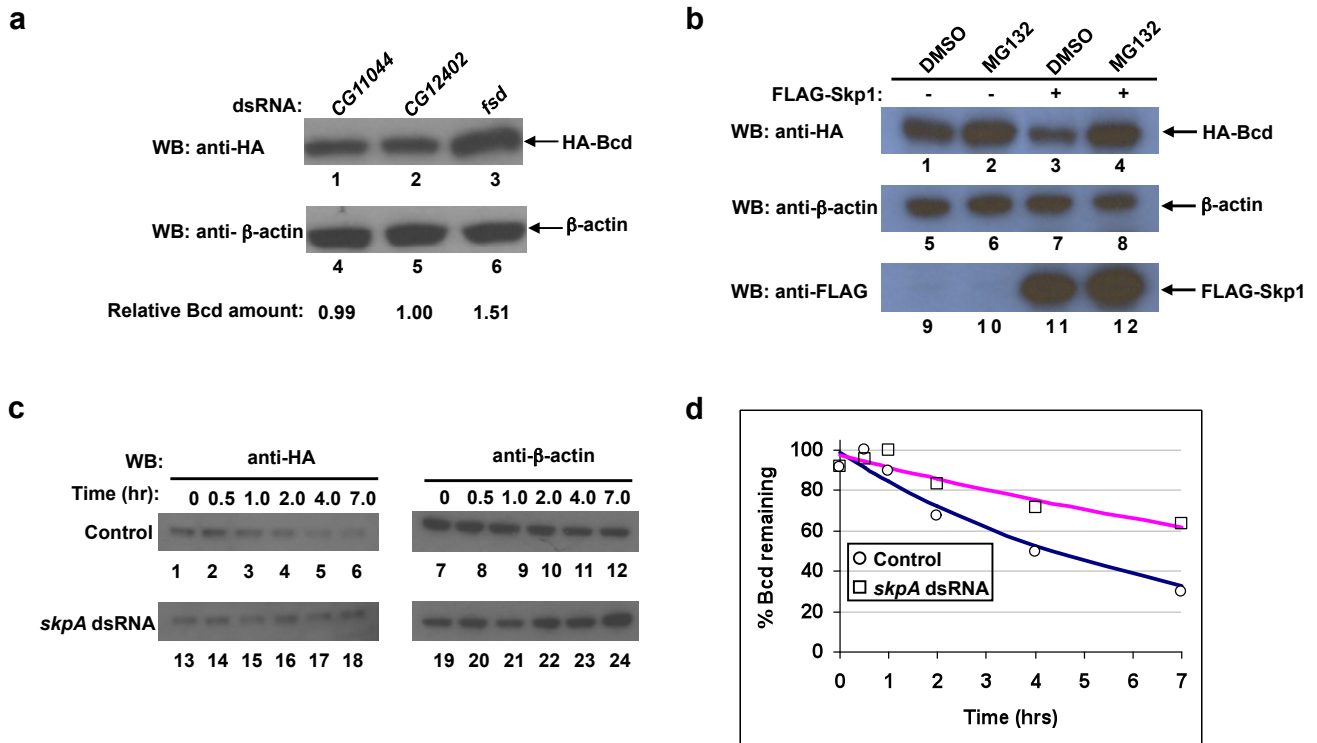 a
dsRNA: CG11044 CG12402 fsd
WB: anti-HA
HA-Bcd
1 2 3
WB: anti- β-actin
β-actin
4 5 6
Relative Bcd amount: 0.99 1.00 1.51
b
DMSO MG132 DMSO MG132
FLAG-Skp1: - - + +
WB: anti-HA
HA-Bcd
1 2 3 4
WB: anti-β-actin
β-actin
5 6 7 8
WB: anti-FLAG
FLAG-Skp1
9 10 11 12
c
WB: anti-HA anti-β-actin
Time (hr): 0 0.5 1.0 2.0 4.0 7.0 0 0.5 1.0 2.0 4.0 7.0
Control
1 2 3 4 5 6 7 8 9 10 11 12
skpA dsRNA
13 14 15 16 17 18 19 20 21 22 23 24
d
% Bcd remaining
100
80
60
40
20
0
Control
skpA dsRNA
0 1 2 3 4 5 6 7
Time (hrs)